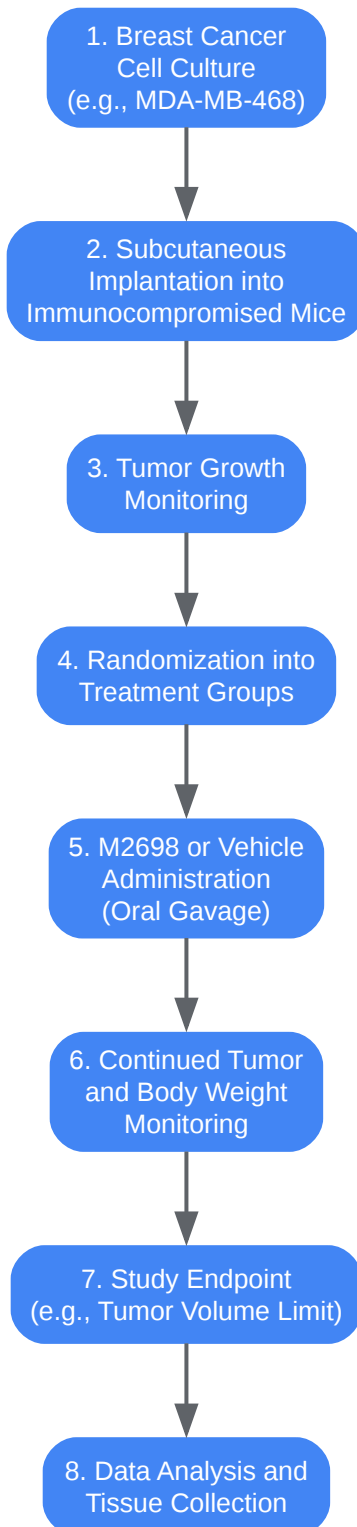 1. Breast Cancer
Cell Culture
(e.g., MDA-MB-468)
2. Subcutaneous
Implantation into
Immunocompromised Mice
3. Tumor Growth
Monitoring
4. Randomization into
Treatment Groups
5. M2698 or Vehicle
Administration
(Oral Gavage)
6. Continued Tumor
and Body Weight
Monitoring
7. Study Endpoint
(e.g., Tumor Volume Limit)
8. Data Analysis and
Tissue Collection